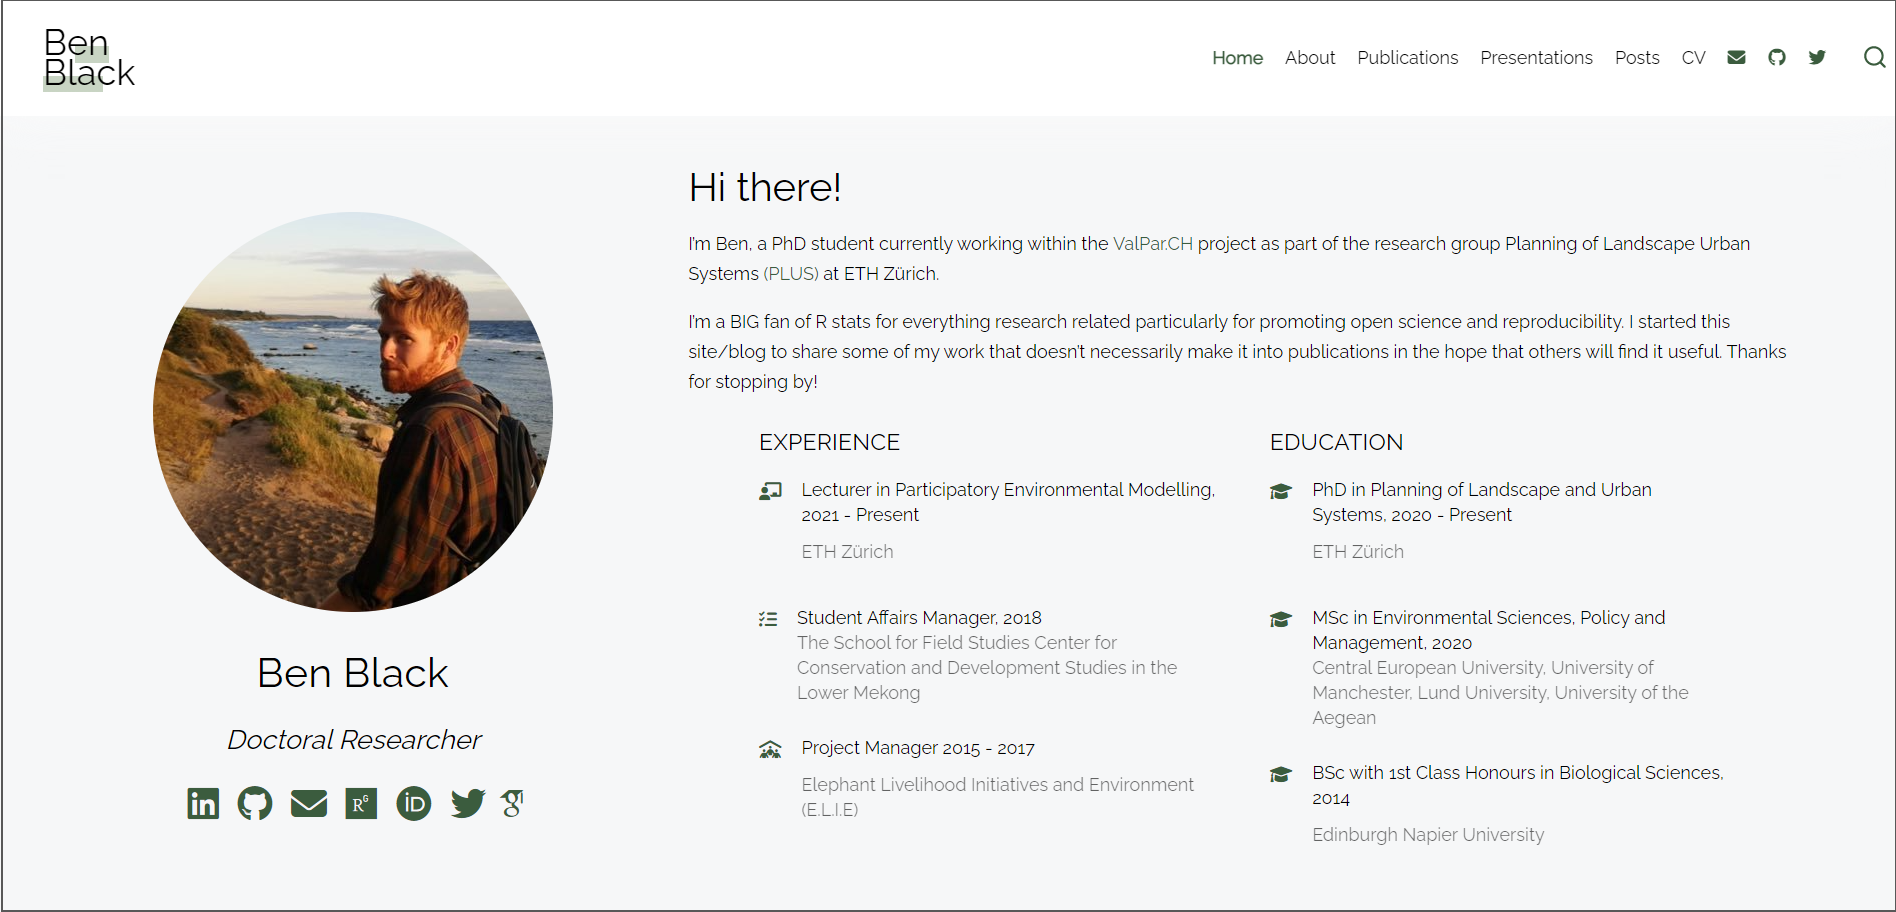 Ben
Black
Home About Publications Presentations Posts CV
Hi there!
I'm Ben, a PhD student currently working within the ValPar.CH project as part of the research group Planning of Landscape Urban
Systems (PLUS) at ETH Zürich.
I'm a BIG fan of R stats for everything research related particularly for promoting open science and reproducibility. I started this
site/blog to share some of my work that doesn't necessarily make it into publications in the hope that others will find it useful. Thanks
for stopping by!
Ben Black
Doctoral Researcher
in
RG
iD
g
EXPERIENCE
Lecturer in Participatory Environmental Modelling,
2021 - Present
ETH Zürich
Student Affairs Manager, 2018
The School for Field Studies Center for
Conservation and Development Studies in the
Lower Mekong
Project Manager 2015 - 2017
Elephant Livelihood Initiatives and Environment
(E.L.I.E)
EDUCATION
PhD in Planning of Landscape and Urban
Systems, 2020 - Present
ETH Zürich
MSc in Environmental Sciences, Policy and
Management, 2020
Central European University, University of
Manchester, Lund University, University of the
Aegean
BSc with 1st Class Honours in Biological Sciences,
2014
Edinburgh Napier University